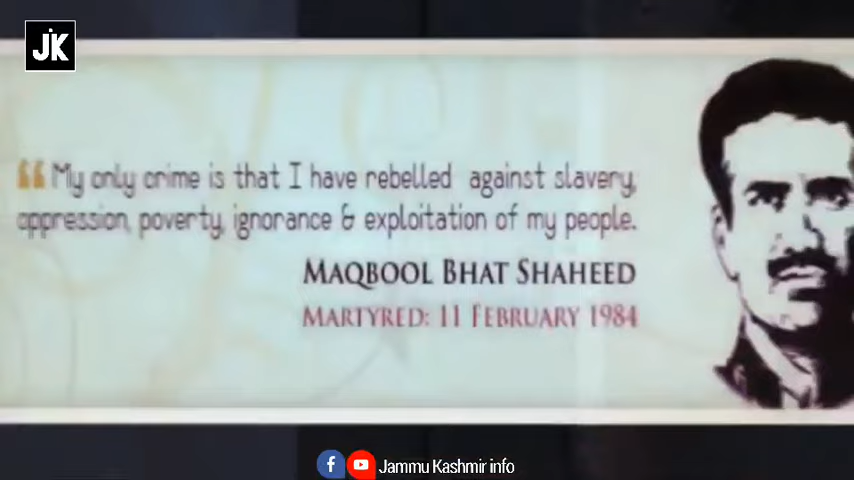 JK
“My only crime is that I have rebelled against slavery,
oppression, poverty, ignorance & exploitation of my people.
MAQBOOL BHAT SHAHEED
MARTYRED: 11 FEBRUARY 1984
Jammu Kashmir info